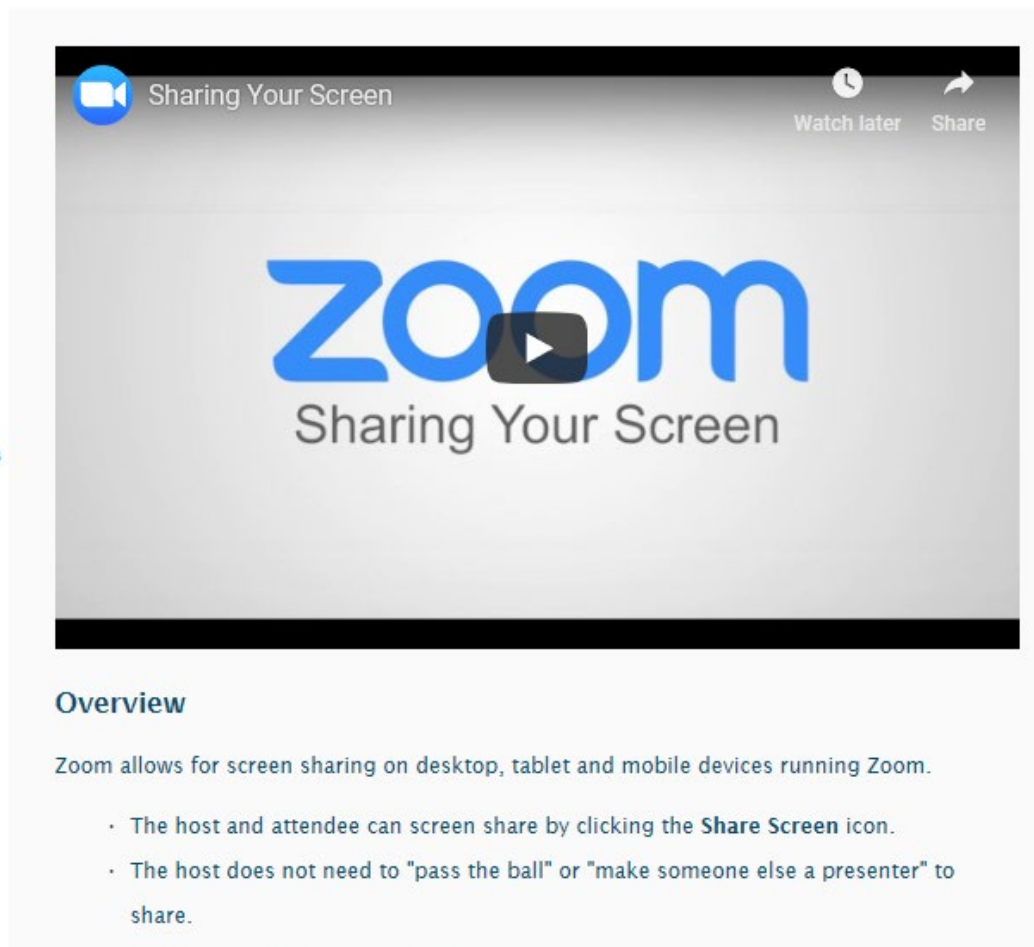 Sharing Your Screen
Watch later
Share
zoom
Sharing Your Screen
Overview
Zoom allows for screen sharing on desktop, tablet and mobile devices running Zoom.
· The host and attendee can screen share by clicking the Share Screen icon.
· The host does not need to "pass the ball" or "make someone else a presenter" to
share.